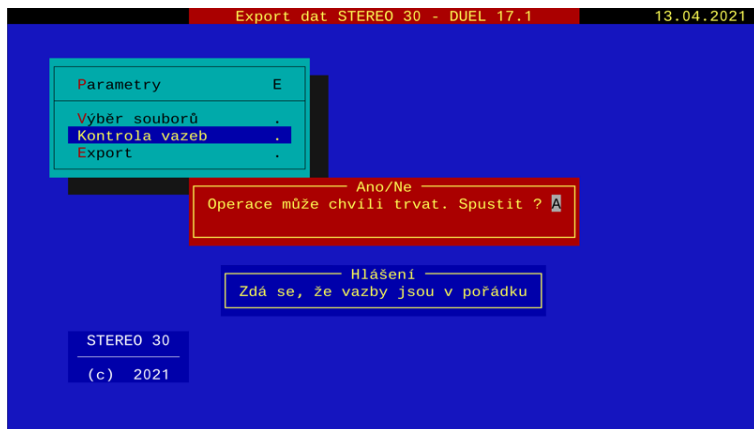 Export dat STEREO 30 - DUEL 17.1 13.04.2021
Parametry E
Výběr souborů .
Kontrola vazeb .
Export .
Ano/Ne
Operace může chvíli trvat. Spustit ? A
Hlášení
Zdá se, že vazby jsou v pořádku
STEREO 30
(c) 2021